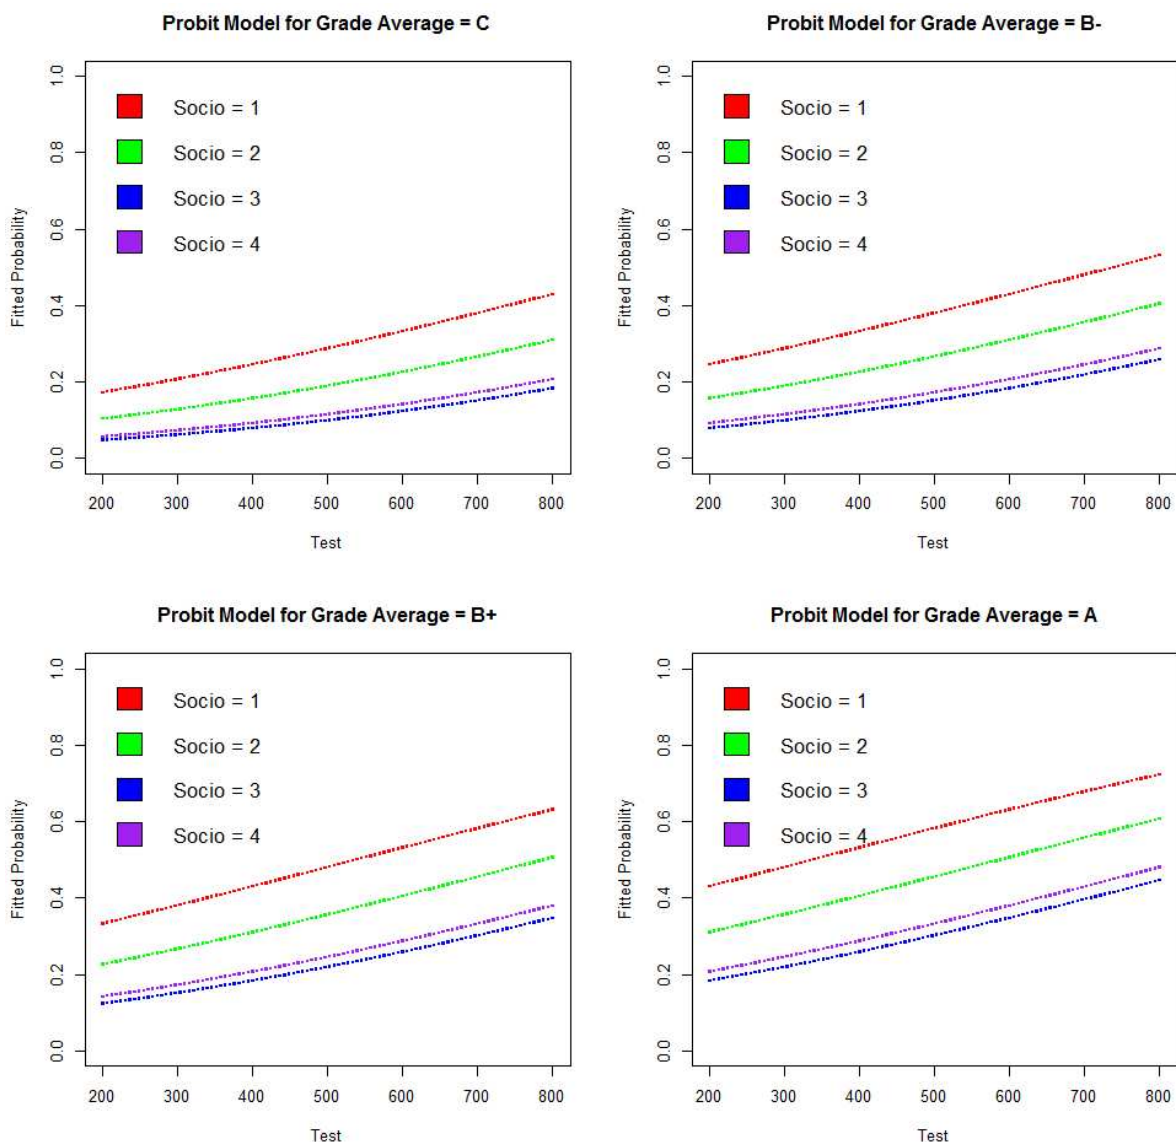 Probit Model for Grade Average = C
1.0
0.8
0.6
0.4
0.2
0.0
Fitted Probability
Socio = 1
Socio = 2
Socio = 3
Socio = 4
200 300 400 500 600 700 800
Test
Probit Model for Grade Average = B-
1.0
0.8
0.6
0.4
0.2
0.0
Fitted Probability
Socio = 1
Socio = 2
Socio = 3
Socio = 4
200 300 400 500 600 700 800
Test
Probit Model for Grade Average = B+
1.0
0.8
0.6
0.4
0.2
0.0
Fitted Probability
Socio = 1
Socio = 2
Socio = 3
Socio = 4
200 300 400 500 600 700 800
Test
Probit Model for Grade Average = A
1.0
0.8
0.6
0.4
0.2
0.0
Fitted Probability
Socio = 1
Socio = 2
Socio = 3
Socio = 4
200 300 400 500 600 700 800
Test